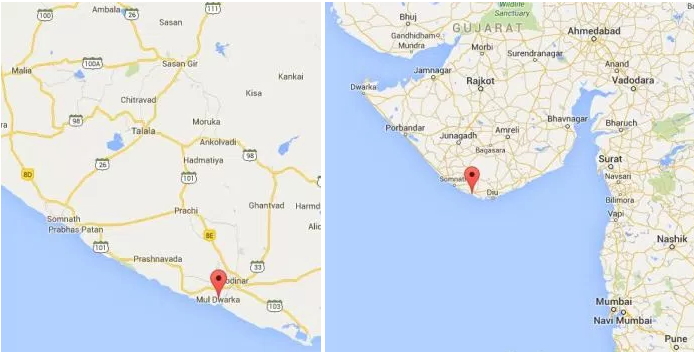 Ambala
Sasan
111
100
26
100A
Sasan Gir
Malia
Kankai
Kisa
Chitravad
Moruka
98
Talala
Ankolvadi
98
26
Hadmatiya
8D
101
Prachi
Ghantvad
Somnath
Prabhas Patan
8E
101
Prashnavada
33
odinar
Mul Dwarka
103
Wildlife
Sanctuary
Bhuj
GUJARAT
Gandhidham
Mundra
Morbi
Ahmedabad
Surendranagar
Jamnagar
Anand
Dwarka
Rajkot
Vadodara
Porbandar
Bhavnagar
Bharuch
Junagadh
Amreli
Bagasara
Surat
Somnath
Diu
Navsari
Bilimora
Vapi
Nashik
Mumbai
Navi Mumbai
Pune